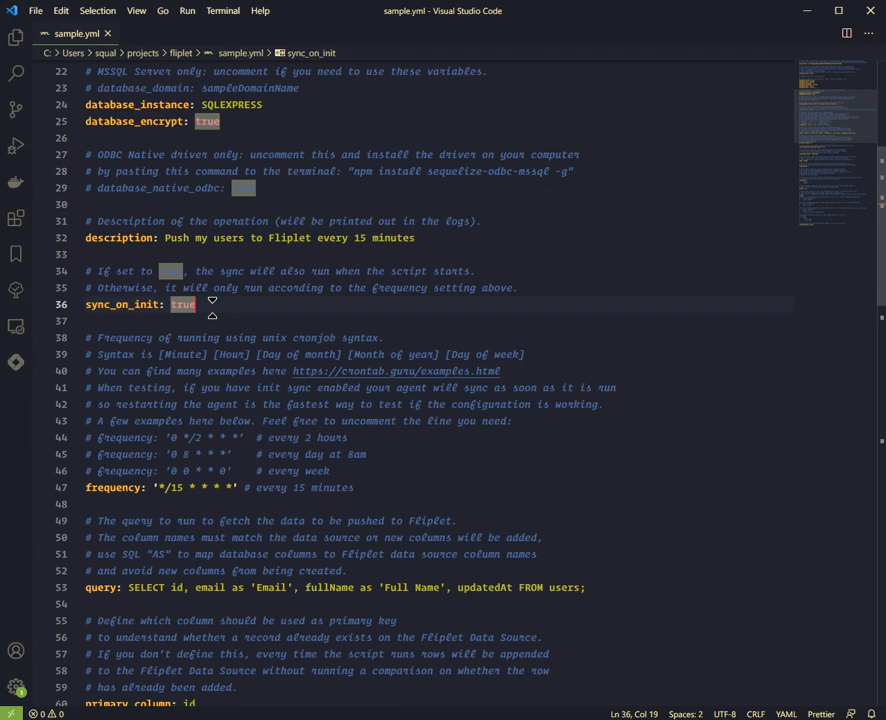 File Edit Selection View Go Run Terminal Help sample.yml - Visual Studio Code
sample.yml
C: > Users > squal > projects > fliplet > sample.yml > sync_on_init
22 # MSSQL Server only: uncomment if you need to use these variables.
23 # database_domain: sampleDomainName
24 database_instance: SQLEXPRESS
25 database_encrypt: true
26
27 # ODBC Native driver only: uncomment this and install the driver on your computer
28 # by pasting this command to the terminal: "npm install sequelize-odbc-mssql -g"
29 # database_native_odbc: true
30
31 # Description of the operation (will be printed out in the logs).
32 description: Push my users to Fliplet every 15 minutes
33
34 # If set to true, the sync will also run when the script starts.
35 # Otherwise, it will only run according to the frequency setting above.
36 sync_on_init: true
37
38 # Frequency of running using unix cronjob syntax.
39 # Syntax is [Minute] [Hour] [Day of month] [Month of year] [Day of week]
40 # You can find many examples here https://crontab.guru/examples.html
41 # When testing, if you have init sync enabled your agent will sync as soon as it is run
42 # so restarting the agent is the fastest way to test if the configuration is working.
43 # A few examples here below. Feel free to uncomment the line you need:
44 # frequency: '0 */2 * * *' # every 2 hours
45 # frequency: '0 8 * * *' # every day at 8am
46 # frequency: '0 0 * * 0' # every week
47 frequency: '*/15 * * * *' # every 15 minutes
48
49 # The query to run to fetch the data to be pushed to Fliplet.
50 # The column names must match the data source or new columns will be added,
51 # use SQL "AS" to map database columns to Fliplet data source column names
52 # and avoid new columns from being created.
53 query: SELECT id, email as 'Email', fullName as 'Full Name', updatedAt FROM users;
54
55 # Define which column should be used as primary key
56 # to understand whether a record already exists on the Fliplet Data Source.
57 # If you don't define this, every time the script runs rows will be appended
58 # to the Fliplet Data Source without running a comparison on whether the row
59 # has already been added.
60 primary_column: id
1
0 0 Ln 36, Col 19 Spaces: 2 UTF-8 CRLF YAML Prettier